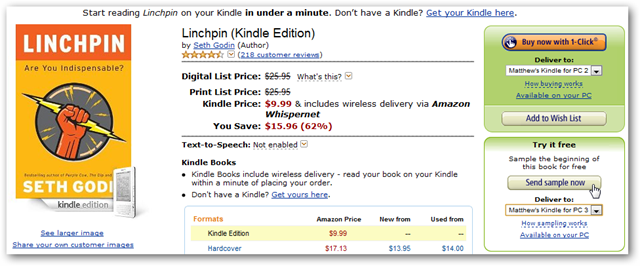 Start reading Linchpin on your Kindle in under a minute. Don't have a Kindle? Get your Kindle here.
LINCHPIN
Are You Indispensable?
Bestselling author of Purple Cow, The Dip and
SETH GODIN
kindle edition
See larger image
Share your own customer images
Linchpin (Kindle Edition)
by Seth Godin (Author)
(218 customer reviews)
Digital List Price: $25.95 What's this?
Print List Price: $25.95
Kindle Price: $9.99 & includes wireless delivery via Amazon
Whispernet
You Save: $15.96 (62%)
Text-to-Speech: Not enabled
Kindle Books
• Kindle Books include wireless delivery - read your book on your Kindle
within a minute of placing your order.
• Don't have a Kindle? Get yours here.
Formats Amazon Price New from Used from
Kindle Edition $9.99 -- --
Hardcover $17.13 $13.95 $14.00
Buy now with 1-Click®
Deliver to:
Matthew's Kindle for PC 2
How buying works
Available on your PC
Add to Wish List
Try it free
Sample the beginning of
this book for free
Send sample now
Deliver to:
Matthew's Kindle for PC 3
How sampling works
Available on your PC